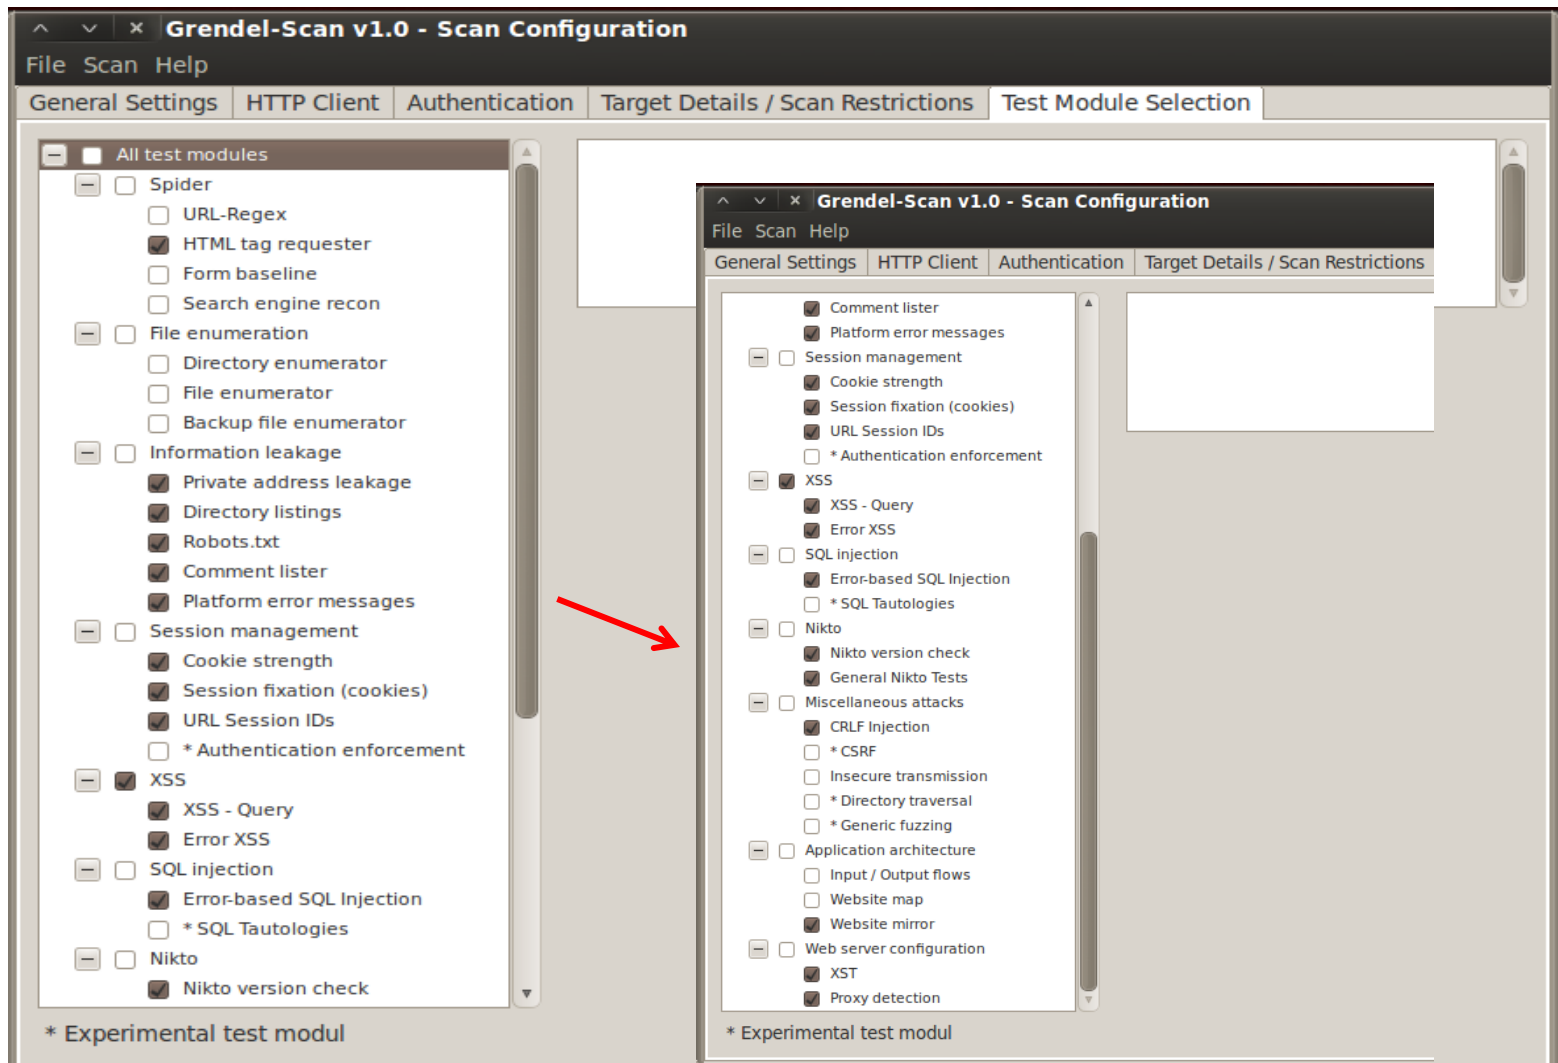 Grendel-Scan v1.0 - Scan Configuration
File Scan Help
General Settings HTTP Client Authentication Target Details / Scan Restrictions Test Module Selection
All test modules
Spider
URL-Regex
HTML tag requester
Form baseline
Search engine recon
File enumeration
Directory enumerator
File enumerator
Backup file enumerator
Information leakage
Private address leakage
Directory listings
Robots.txt
Comment lister
Platform error messages
Session management
Cookie strength
Session fixation (cookies)
URL Session IDs
* Authentication enforcement
XSS
XSS - Query
Error XSS
SQL injection
Error-based SQL Injection
* SQL Tautologies
Nikto
Nikto version check
* Experimental test modul
Grendel-Scan v1.0 - Scan Configuration
File Scan Help
General Settings HTTP Client Authentication Target Details / Scan Restrictions
Comment lister
Platform error messages
Session management
Cookie strength
Session fixation (cookies)
URL Session IDs
* Authentication enforcement
XSS
XSS - Query
Error XSS
SQL injection
Error-based SQL Injection
* SQL Tautologies
Nikto
Nikto version check
General Nikto Tests
Miscellaneous attacks
CRLF Injection
* CSRF
Insecure transmission
* Directory traversal
* Generic fuzzing
Application architecture
Input / Output flows
Website map
Website mirror
Web server configuration
XST
Proxy detection
* Experimental test modul